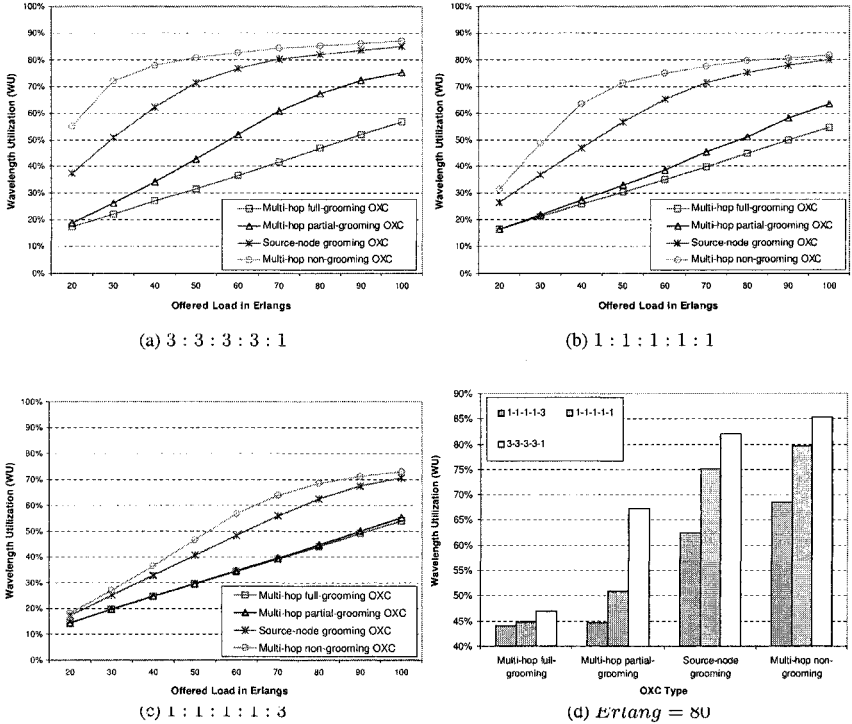 100%
90%
80%
70%
60%
50%
40%
30%
20%
10%
0%
Wavelength Utilization (WU)
Multi-hop full-grooming OXC
Multi-hop partial-grooming OXC
Source-node grooming OXC
Multi-hop non-grooming OXC
20 30 40 50 60 70 80 90 100
Offered Load in Erlangs
(a) 3 : 3 : 3 : 3 : 1
100%
90%
80%
70%
60%
50%
40%
30%
20%
10%
0%
Wavelength Utilization (WU)
Multi-hop full-grooming OXC
Multi-hop partial-grooming OXC
Source-node grooming OXC
Multi-hop non-grooming OXC
20 30 40 50 60 70 80 90 100
Offered Load in Erlangs
(b) 1 : 1 : 1 : 1 : 1
100%
90%
80%
70%
60%
50%
40%
30%
20%
10%
0%
Wavelength Utilization (WU)
Multi-hop full-grooming OXC
Multi-hop partial-grooming OXC
Source-node grooming OXC
Multi-hop non-grooming OXC
20 30 40 50 60 70 80 90 100
Offered Load in Erlangs
(c) 1 : 1 : 1 : 1 : 3
90%
85%
80%
75%
70%
65%
60%
55%
50%
45%
40%
Wavelength Utilization (WU)
1-1-1-1-3 1-1-1-1-1
3-3-3-3-1
Multi-hop full-grooming
Multi-hop partial-grooming
Source-node grooming
Multi-hop non-grooming
OXC Type
(d) Erlang = 80